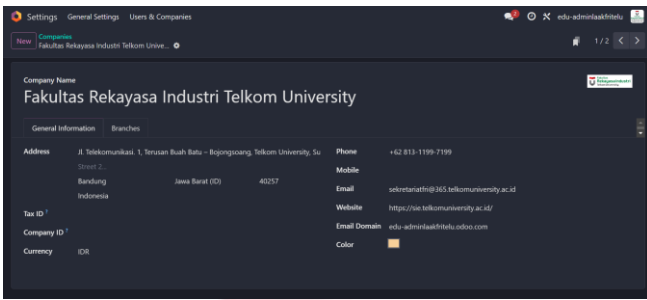 Settings General Settings Users & Companies 2 edu-adminlaakfritelu
New Companies
Fakultas Rekayasa Industri Telkom Unive... 1/2
Company Name
Fakultas Rekayasa Industri Telkom University
General Information Branches
Address Jl. Telekomunikasi. 1, Terusan Buah Batu – Bojongsoang, Telkom University, Su
Street 2...
Bandung Jawa Barat (ID) 40257
Indonesia
Tax ID ?
Company ID ?
Currency IDR
Phone +62 813-1199-7199
Mobile
Email sekretariatfri@365.telkomuniversity.ac.id
Website https://sie.telkomuniversity.ac.id/
Email Domain edu-adminlaakfritelu.odoo.com
Color